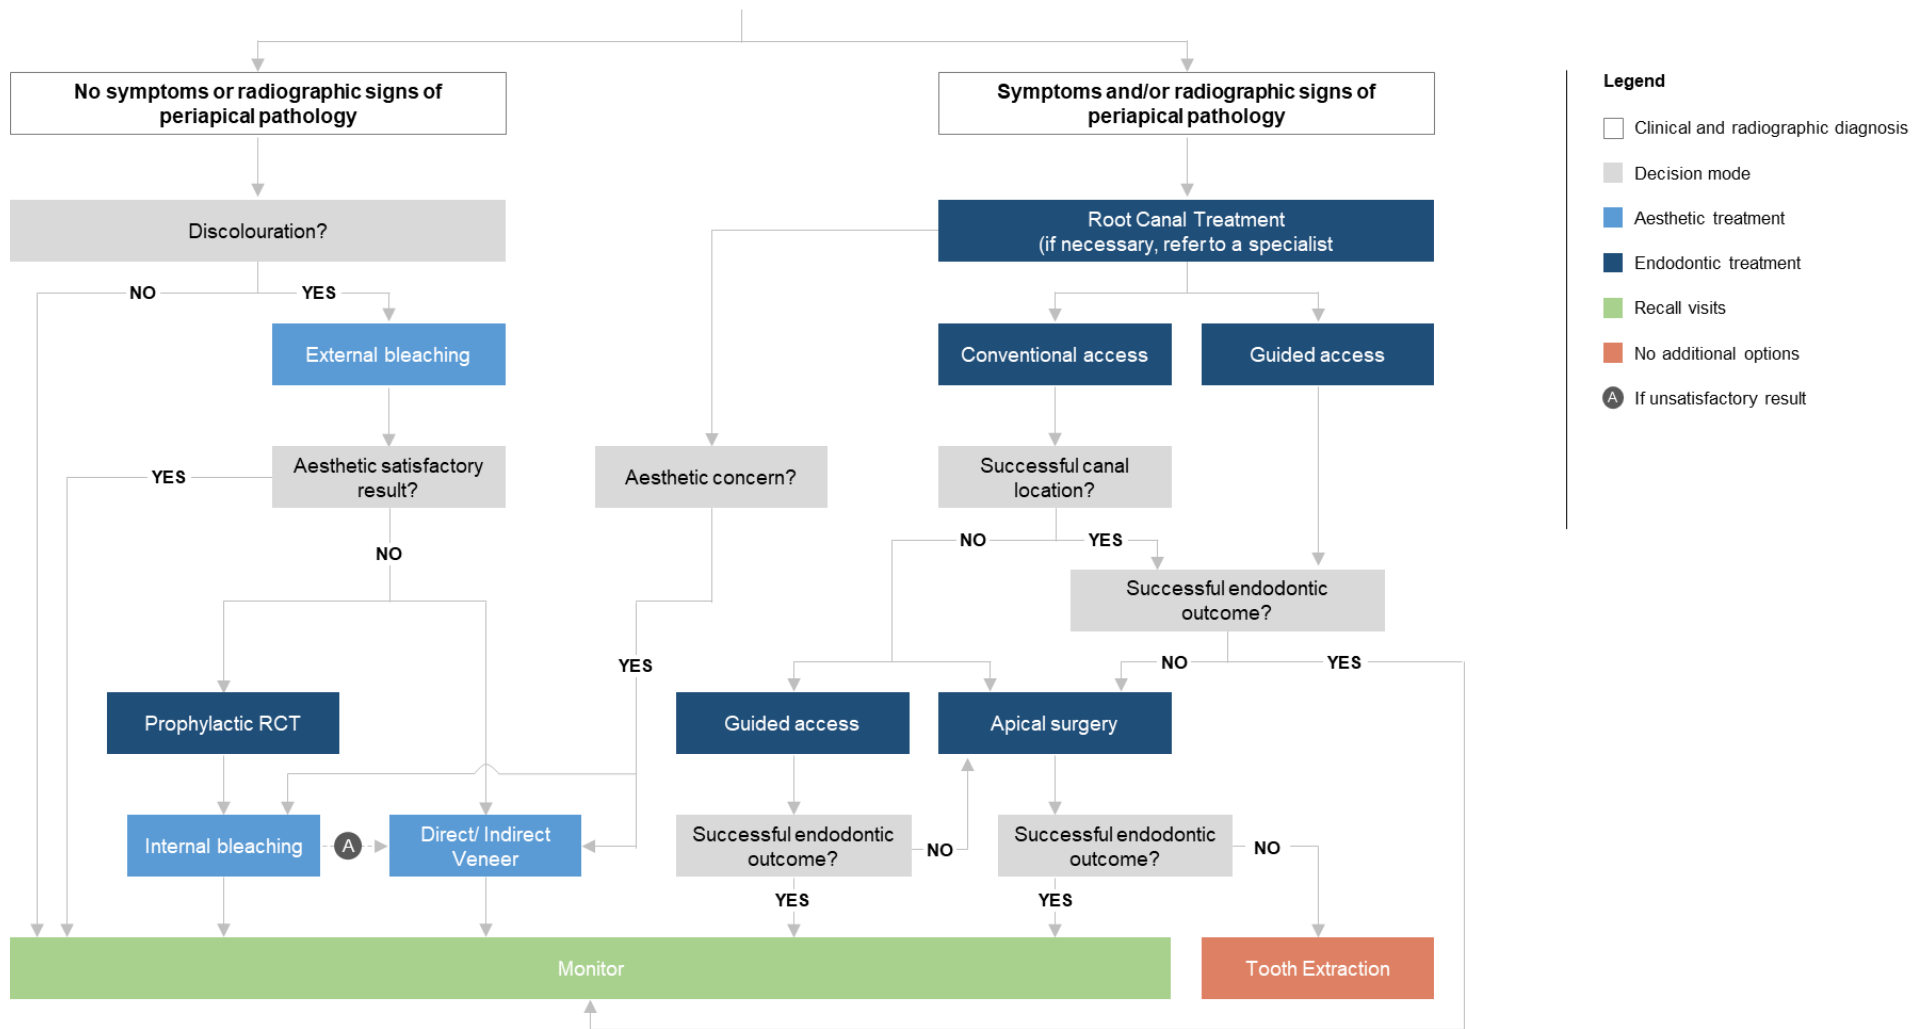 No symptoms or radiographic signs of
periapical pathology
Symptoms and/or radiographic signs of
periapical pathology
Legend
Clinical and radiographic diagnosis
Decision mode
Aesthetic treatment
Endodontic treatment
Recall visits
No additional options
A If unsatisfactory result
Discolouration?
Root Canal Treatment
(if necessary, refer to a specialist
NO
YES
External bleaching
Conventional access
Guided access
YES
Aesthetic satisfactory
result?
Aesthetic concern?
Successful canal
location?
NO
NO
YES
Successful endodontic
outcome?
YES
NO
YES
Prophylactic RCT
Guided access
Apical surgery
Internal bleaching
A
Direct/ Indirect
Veneer
Successful endodontic
outcome?
NO
Successful endodontic
outcome?
NO
YES
YES
Monitor
Tooth Extraction